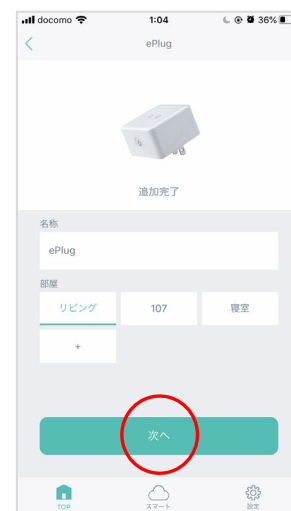 docomo 1:04 36%
ePlug
追加完了
名称
ePlug
部屋
リビング 107 寝室
+
次へ
TOP スマート 設定